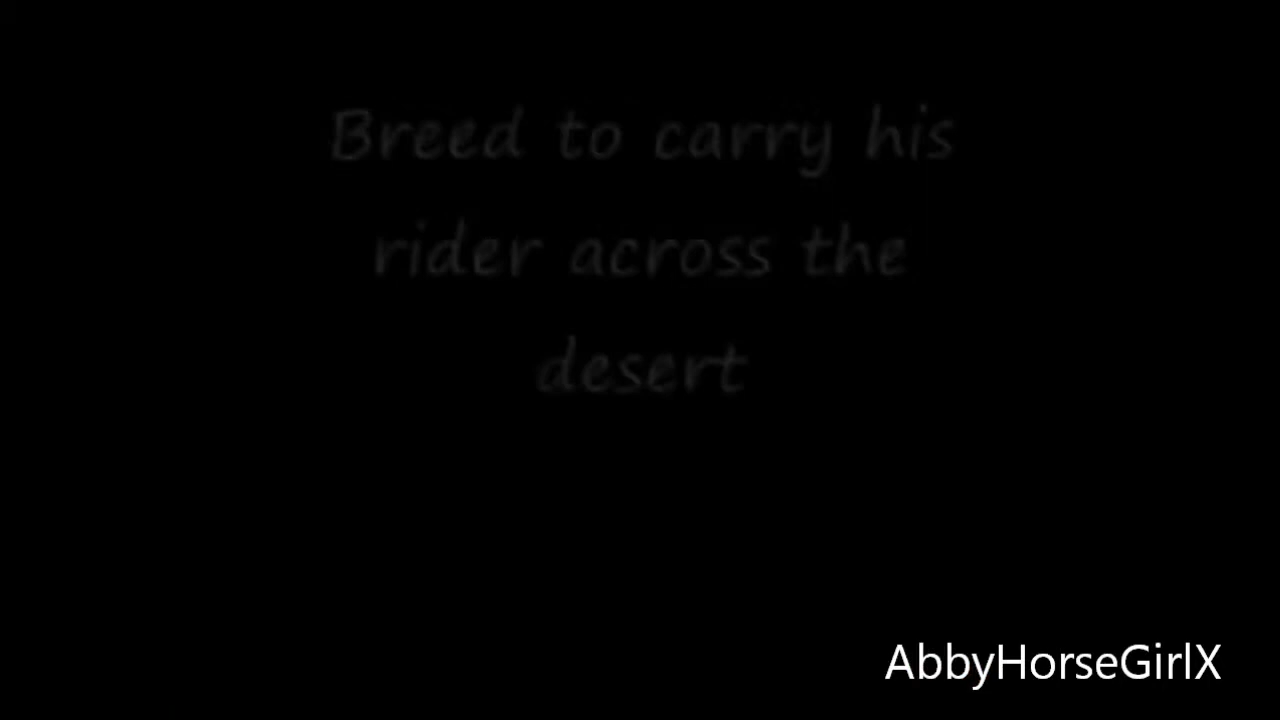 Breed to carry his
rider across the
desert
AbbyHorseGirlX